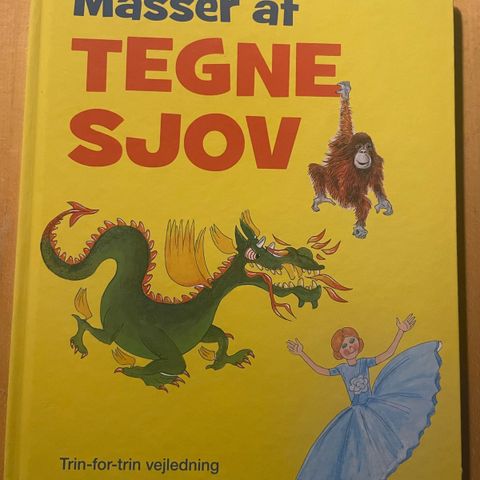 Masser af
TEGNE
SJOV
Trin-for-trin vejledning